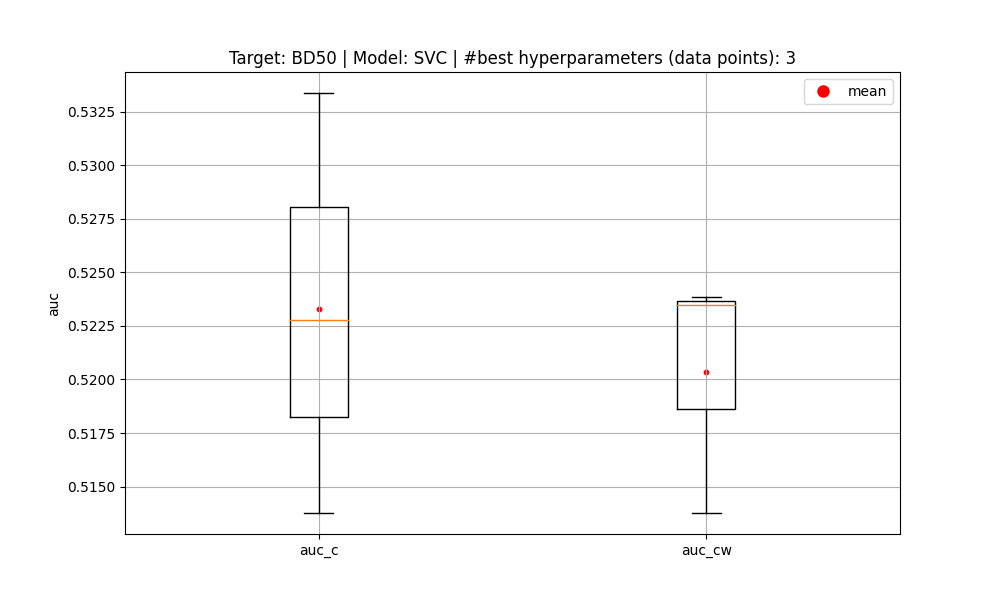 Target: BD50 | Model: SVC | #best hyperparameters (data points): 3
mean
0.5325
0.5300
0.5275
0.5250
0.5225
0.5200
0.5175
0.5150
auc
auc_c
auc_cw